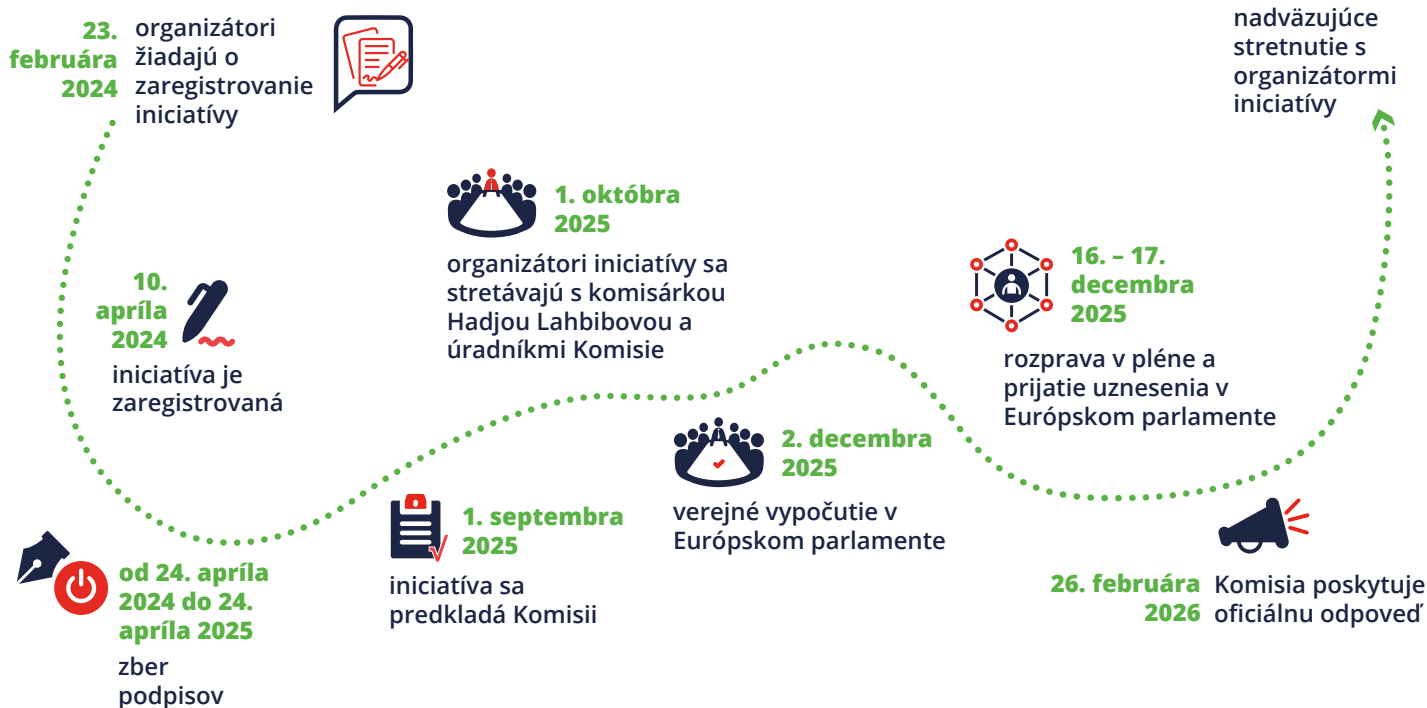 23.
februára
2024
organizátori
žiadajú o
zaregistrovanie
iniciatívy
10.
apríla
2024
iniciatíva je
zaregistrovaná
od 24. apríla
2024 do 24.
apríla 2025
zber
podpisov
1. septembra
2025
iniciatíva sa
predkladá Komisii
1. októbra
2025
organizátori iniciatívy sa
stretávajú s komisárkou
Hadjou Lahbibovou a
úradníkmi Komisie
2. decembra
2025
verejné vypočutie v
Európskom parlamente
16. – 17.
decembra
2025
rozprava v pléne a
prijatie uznesenia v
Európskom parlamente
26. februára
2026
Komisia poskytuje
oficiálnu odpoveď
nadväzujúce
stretnutie s
organizátormi
iniciatívy